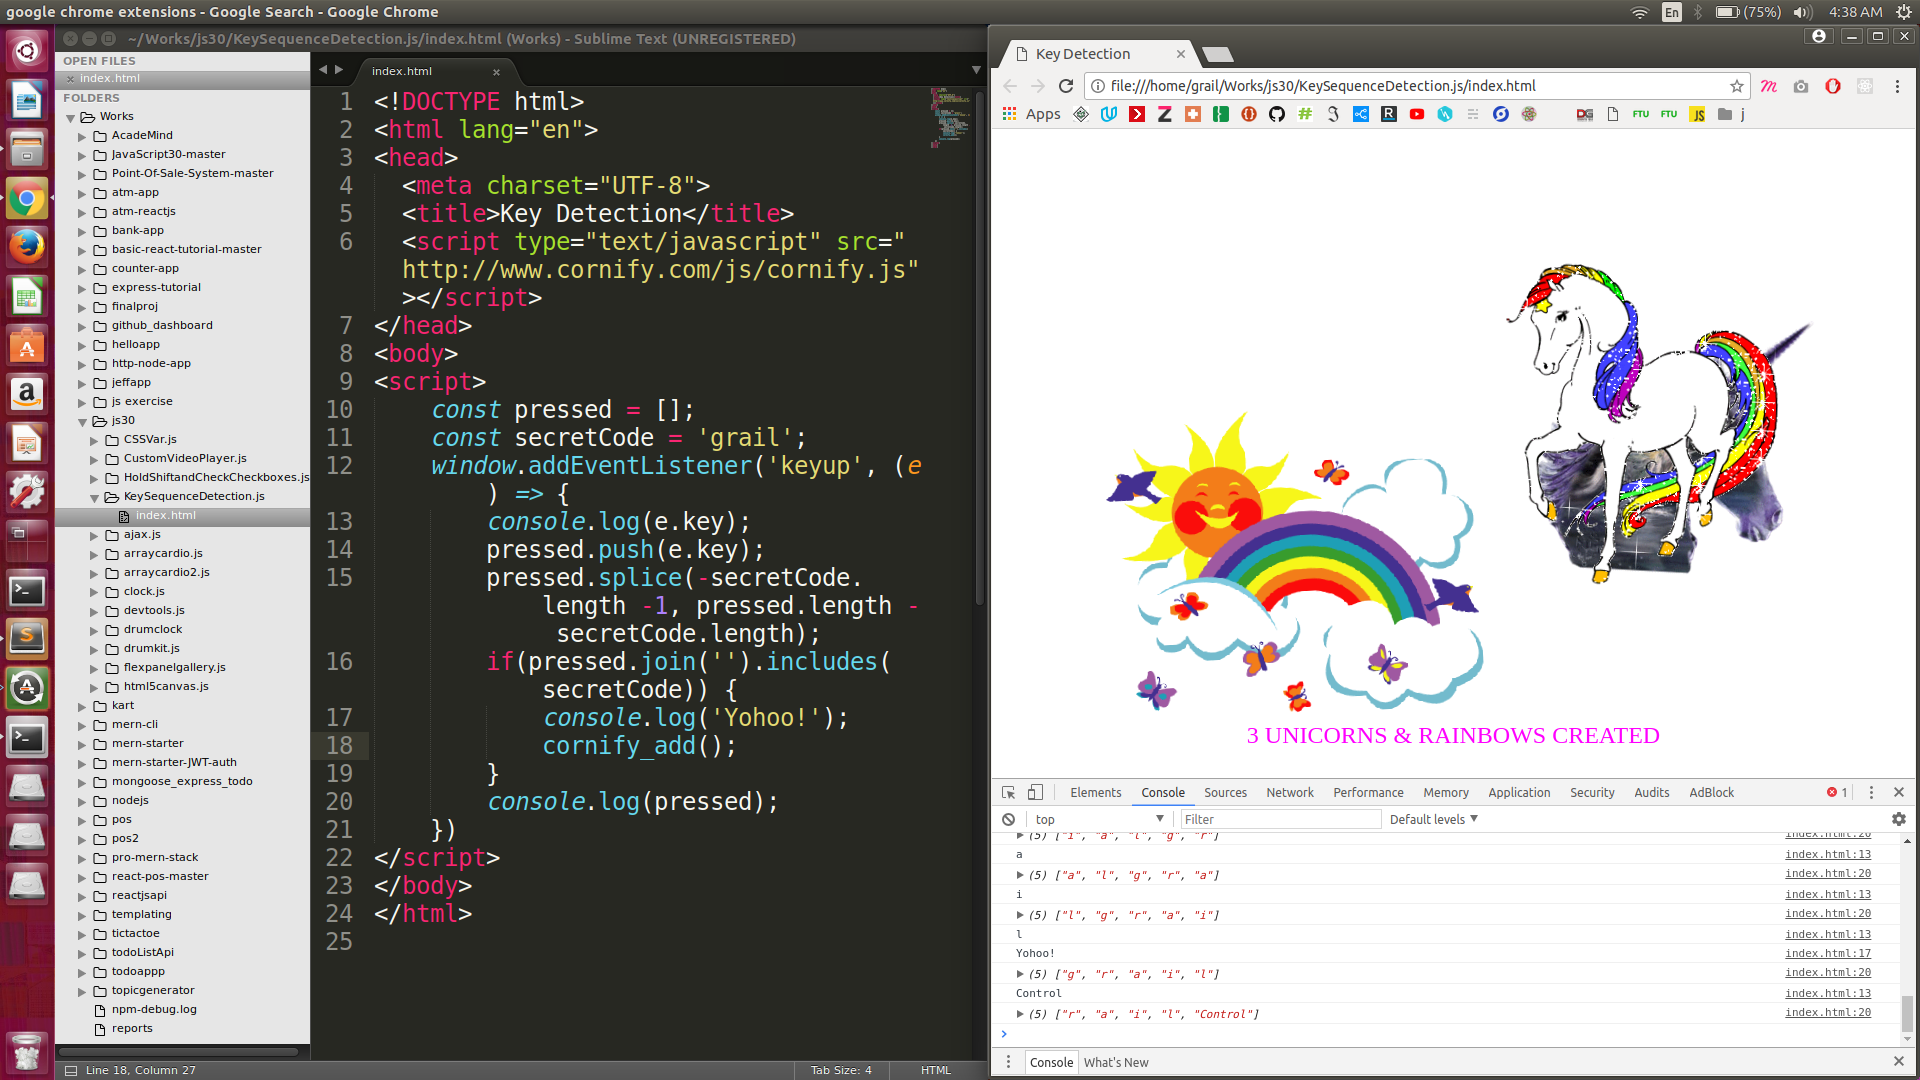 google chrome extensions - Google Search - Google Chrome
En
(75%)
4:38 AM
~/Works/js30/KeySequenceDetection.js/index.html (Works) - Sublime Text (UNREGISTERED)
OPEN FILES
index.html
FOLDERS
Works
AcadeMind
JavaScript30-master
Point-Of-Sale-System-master
atm-app
atm-reactjs
bank-app
basic-react-tutorial-master
counter-app
express-tutorial
finalproj
github_dashboard
helloapp
http-node-app
jeffapp
js exercise
js30
CSSVar.js
CustomVideoPlayer.js
HoldShiftandCheckCheckboxes.js
KeySequenceDetection.js
index.html
ajax.js
arraycardio.js
arraycardio2.js
clock.js
devtools.js
drumclock
drumkit.js
flexpanelgallery.js
html5canvas.js
kart
mern-cli
mern-starter
mern-starter-JWT-auth
mongoose_express_todo
nodejs
pos
pos2
pro-mern-stack
react-pos-master
reactjsapi
templating
tictactoe
todoListApi
todoappp
topicgenerator
npm-debug.log
reports
index.html
1 <!DOCTYPE html>
2 <html lang="en">
3 <head>
4 <meta charset="UTF-8">
5 <title>Key Detection</title>
6 <script type="text/javascript" src="
http://www.cornify.com/js/cornify.js"
></script>
7 </head>
8 <body>
9 <script>
10 const pressed = [];
11 const secretCode = 'grail';
12 window.addEventListener('keyup', (e
) => {
13 console.log(e.key);
14 pressed.push(e.key);
15 pressed.splice(-secretCode.
length -1, pressed.length -
secretCode.length);
16 if(pressed.join('').includes(
secretCode)) {
17 console.log('Yohoo!');
18 cornify_add();
19 }
20 console.log(pressed);
21 })
22 </script>
23 </body>
24 </html>
25
Line 18, Column 27
Tab Size: 4
HTML
Key Detection
file:///home/grail/Works/js30/KeySequenceDetection.js/index.html
Apps
DG
FTU
FTU
JS
j
3 UNICORNS & RAINBOWS CREATED
Elements Console Sources Network Performance Memory Application Security Audits AdBlock
1
top
Filter
Default levels
(5) ["i", "a", "l", "g", "r"] index.html:20
a index.html:13
(5) ["a", "l", "g", "r", "a"] index.html:20
i index.html:13
(5) ["l", "g", "r", "a", "i"] index.html:20
l index.html:13
Yohoo! index.html:17
(5) ["g", "r", "a", "i", "l"] index.html:20
Control index.html:13
(5) ["r", "a", "i", "l", "Control"] index.html:20
Console What's New